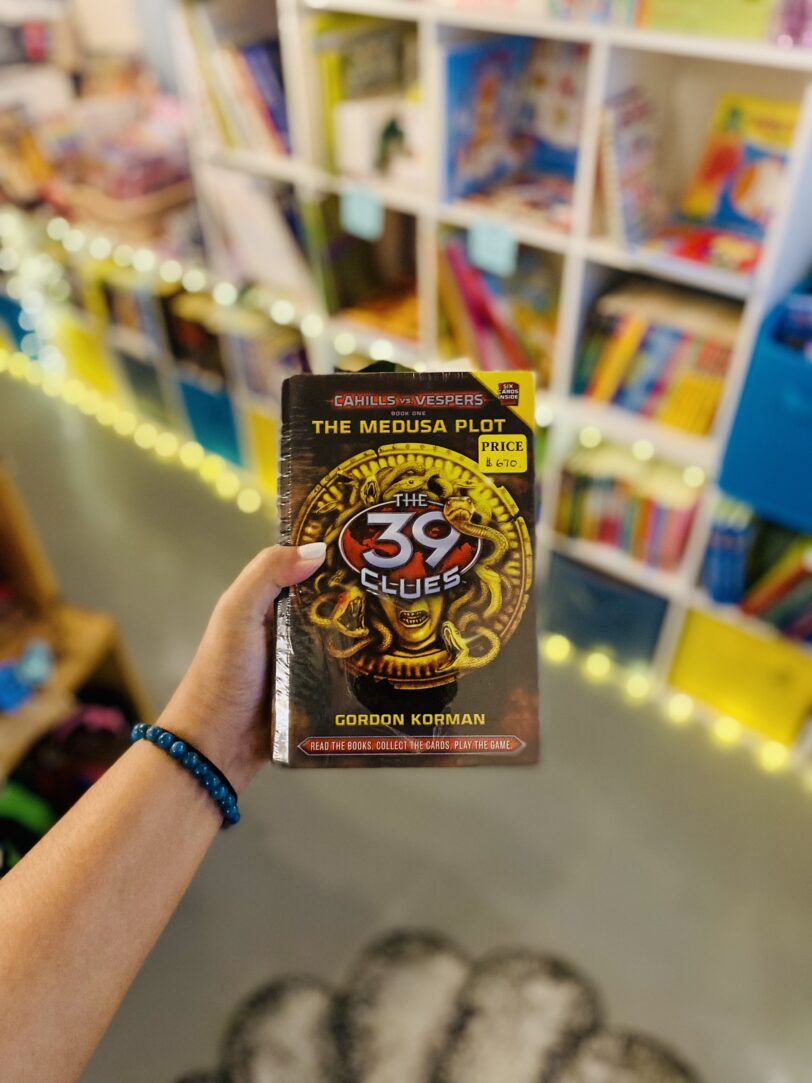 CAHILLS VS. VESPERS
BOOK ONE
THE MEDUSA PLOT
SIX CARDS INSIDE
PRICE
$ 670
THE
39
CLUES
GORDON KORMAN
READ THE BOOKS. COLLECT THE CARDS. PLAY THE GAME.